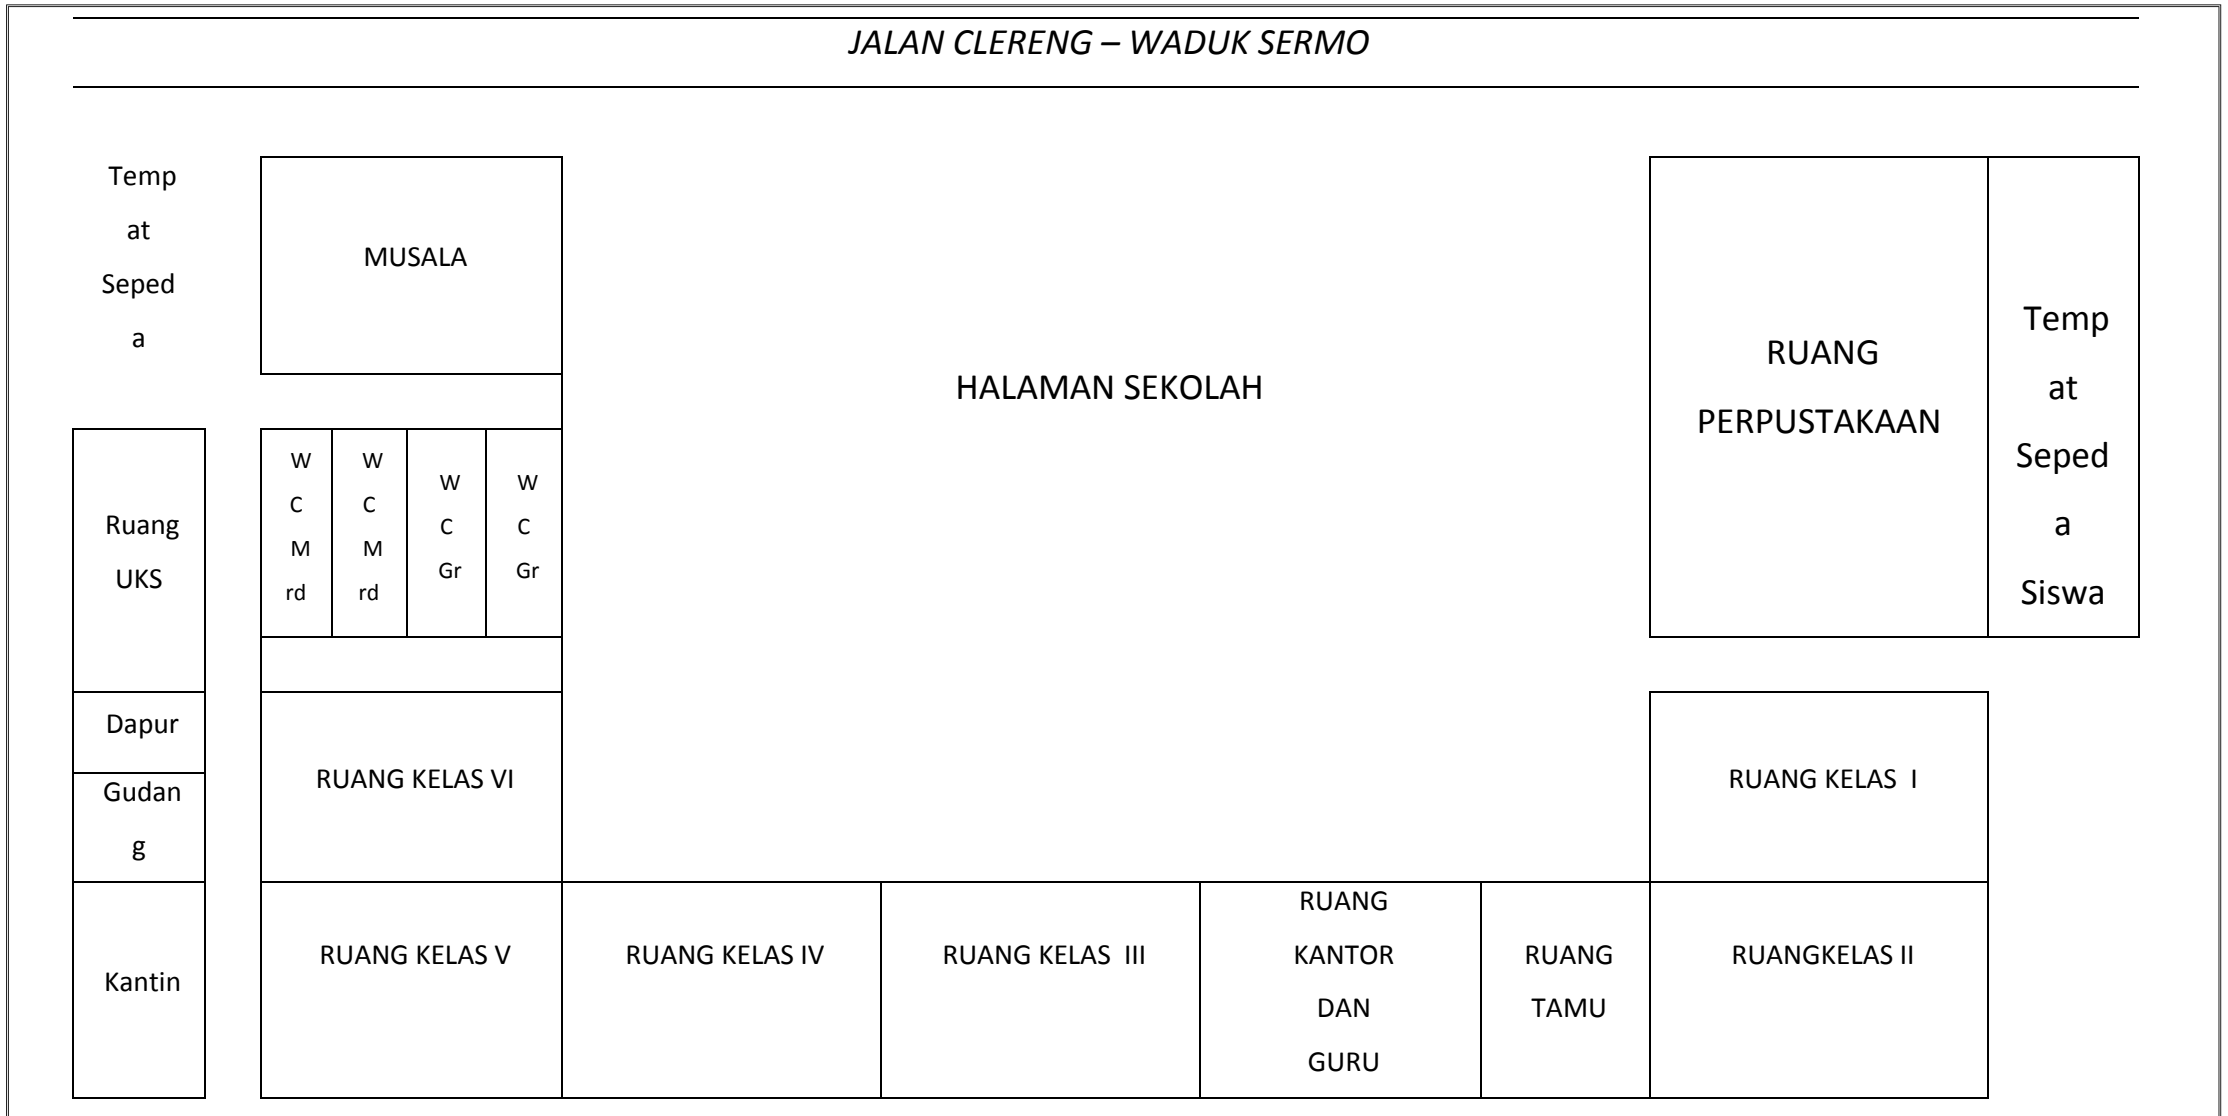 JALAN CLERENG – WADUK SERMO
Temp
at
Seped
a
MUSALA
HALAMAN SEKOLAH
RUANG
PERPUSTAKAAN
Temp
at
Seped
a
Siswa
Ruang
UKS
W
C
M
rd
W
C
M
rd
W
C
Gr
W
C
Gr
Dapur
Gudan
g
RUANG KELAS VI
RUANG KELAS  I
Kantin
RUANG KELAS V
RUANG KELAS IV
RUANG KELAS  III
RUANG
KANTOR
DAN
GURU
RUANG
TAMU
RUANGKELAS II